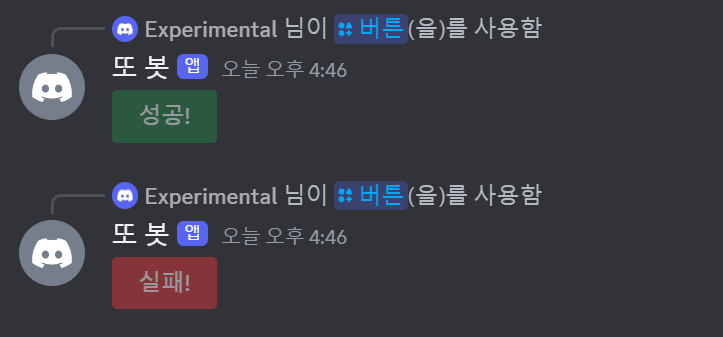 Experimental 님이 버튼(을)를 사용함
또 봇 앱 오늘 오후 4:46
성공!
Experimental 님이 버튼(을)를 사용함
또 봇 앱 오늘 오후 4:46
실패!